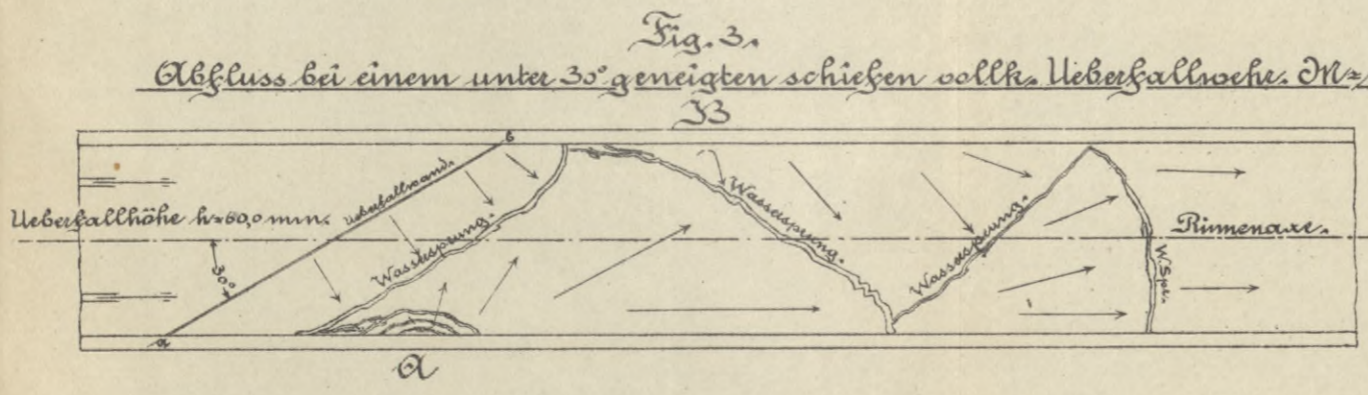 Fig. 3.
Abfluss bei einem unter 30° geneigten schiefen vollk. Ueberfallwehr. M=
B
b
Ueberfallwand.
Ueberfallhöhe h=60,0 mm.
30°
Wassersprung.
Wassersprung.
Wassersprung.
Rinnenaxe.
W.Spr.
a
A